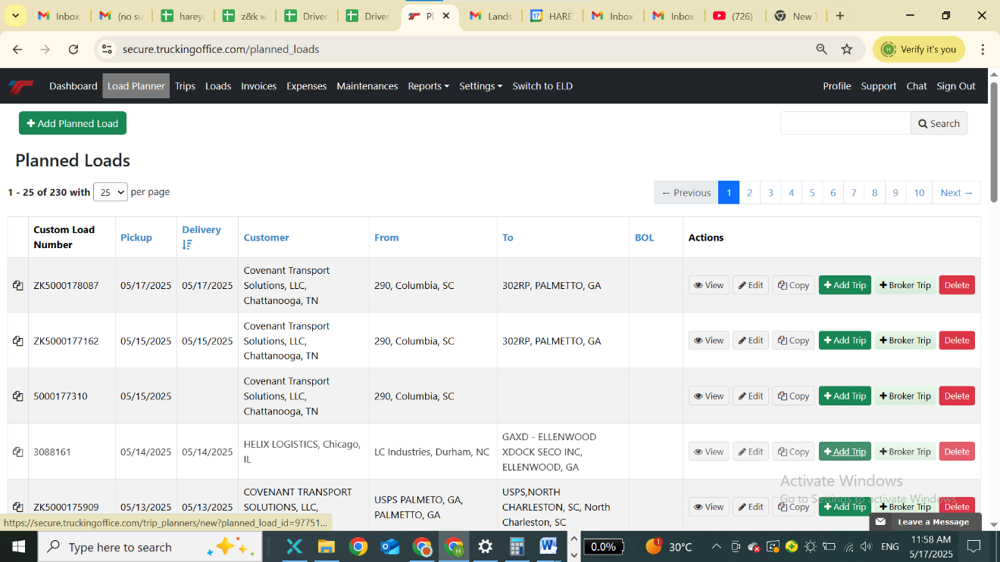 Inbox
(no su
hareya
z&k w
Driver
Driver
Pl
Lands
HARE
Inbox
Inbox
(726)
New T
secure.truckingoffice.com/planned_loads
Verify it's you
Dashboard Load Planner Trips Loads Invoices Expenses Maintenances Reports Settings Switch to ELD Profile Support Chat Sign Out
+ Add Planned Load
Search
Planned Loads
1 - 25 of 230 with 25 per page
← Previous 1 2 3 4 5 6 7 8 9 10 Next →
Custom Load
Number
Pickup
Delivery
Customer
From
To
BOL
Actions
ZK5000178087
05/17/2025
05/17/2025
Covenant Transport
Solutions, LLC,
Chattanooga, TN
290, Columbia, SC
302RP, PALMETTO, GA
View Edit Copy + Add Trip + Broker Trip Delete
ZK5000177162
05/15/2025
05/15/2025
Covenant Transport
Solutions, LLC,
Chattanooga, TN
290, Columbia, SC
302RP, PALMETTO, GA
View Edit Copy + Add Trip + Broker Trip Delete
5000177310
05/15/2025
Covenant Transport
Solutions, LLC,
Chattanooga, TN
290, Columbia, SC
View Edit Copy + Add Trip + Broker Trip Delete
3088161
05/14/2025
05/14/2025
HELIX LOGISTICS, Chicago,
IL
LC Industries, Durham, NC
GAXD - ELLENWOOD
XDOCK SECO INC,
ELLENWOOD, GA
View Edit Copy + Add Trip + Broker Trip Delete
ZK5000175909
05/13/2025
05/13/2025
COVENANT TRANSPORT
SOLUTIONS, LLC,
USPS PALMETO, GA,
PALMETTO, GA
USPS,NORTH
CHARLESTON, SC, North
Charleston, SC
View Edit Copy + Add Trip + Broker Trip Delete
Activate Windows
Go to Settings to activate Windows.
Leave a Message
https://secure.truckingoffice.com/trip_planners/new?planned_load_id=97751...
Type here to search
0.0%
1
30°C
ENG
11:58 AM
5/17/2025